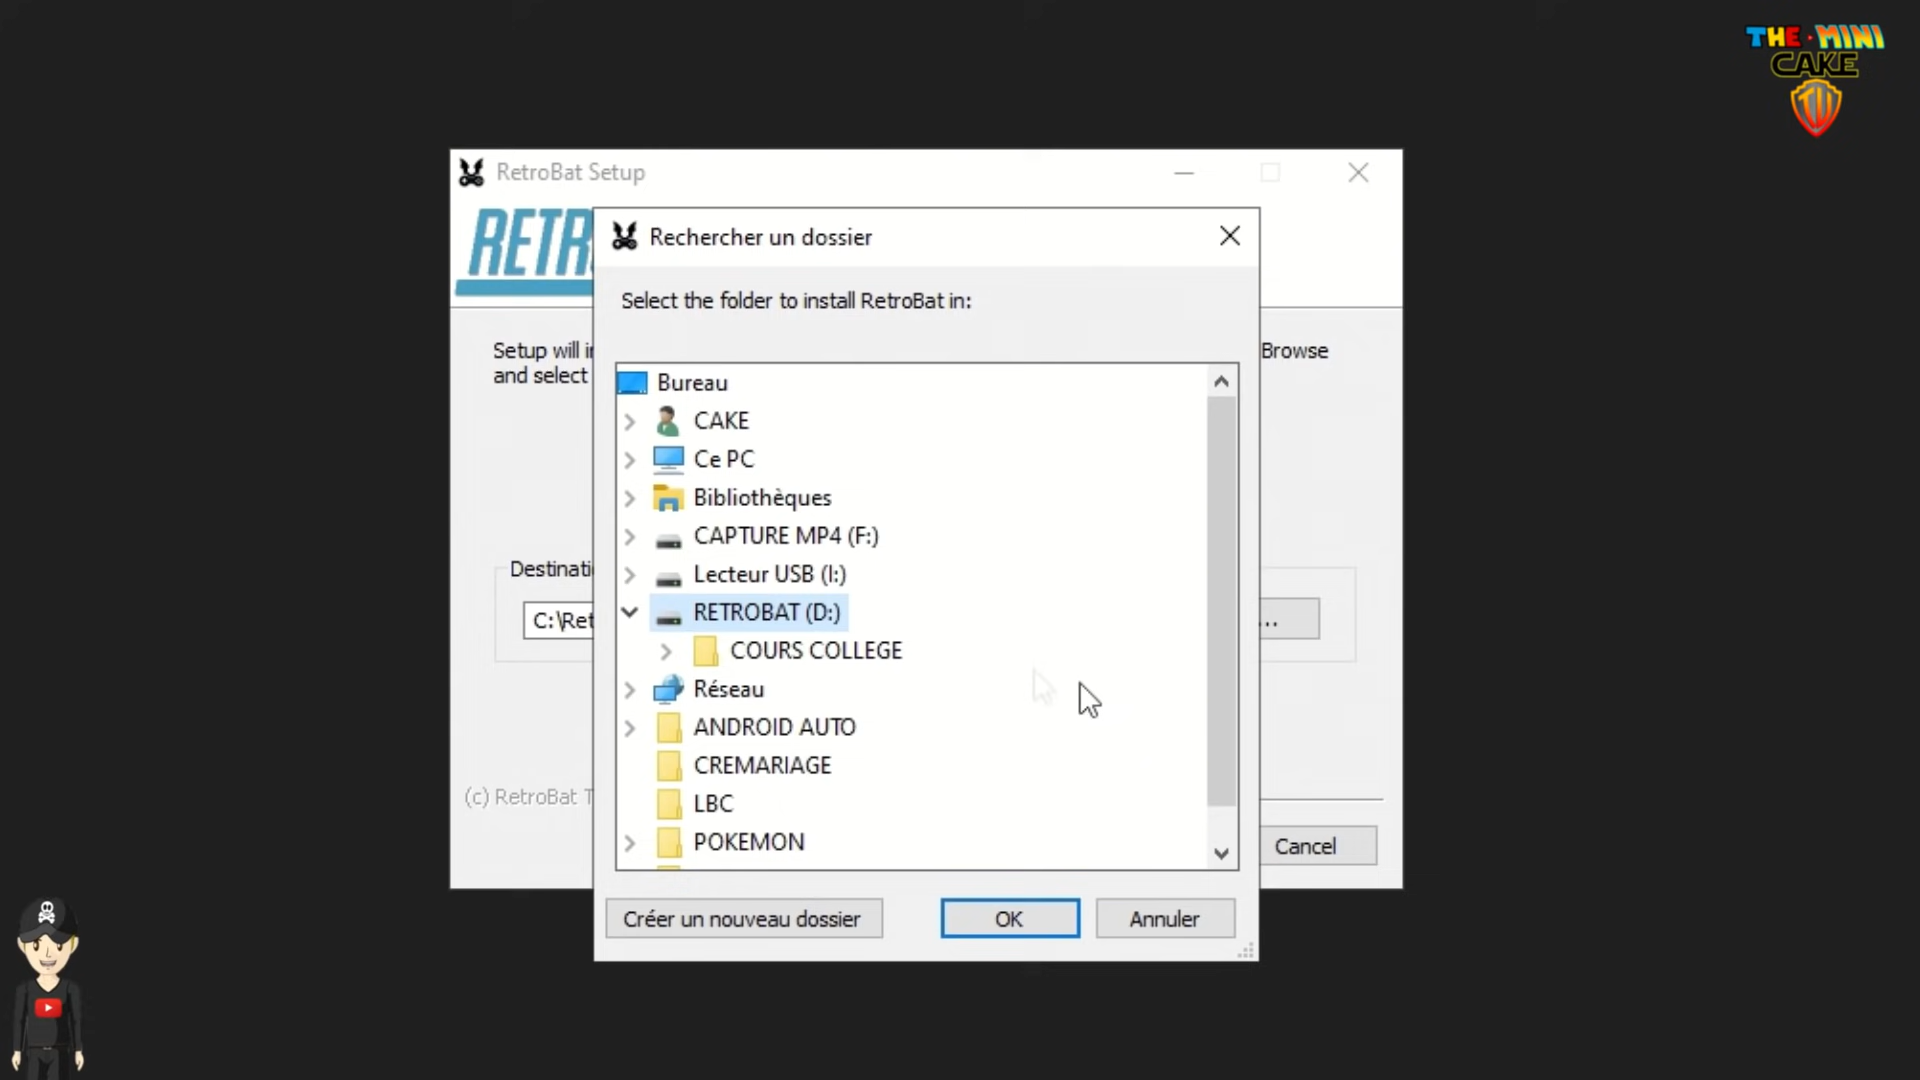 THE · MINI
CAKE
RetroBat Setup
RETR
Rechercher un dossier
Select the folder to install RetroBat in:
Setup will i
Browse
and select
Bureau
CAKE
Ce PC
Bibliothèques
CAPTURE MP4 (F:)
Lecteur USB (I:)
RETROBAT (D:)
COURS COLLEGE
Réseau
ANDROID AUTO
CREMARIAGE
LBC
POKEMON
Destinati
C:\Ret
...
(c) RetroBat T
Cancel
Créer un nouveau dossier
OK
Annuler